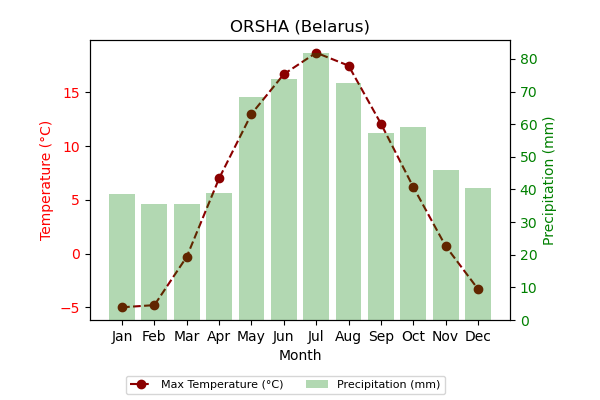 ORSHA (Belarus)
Temperature (°C)
15
10
5
0
−5
80
70
60
50
40
30
20
10
0
Precipitation (mm)
Jan Feb Mar Apr May Jun Jul Aug Sep Oct Nov Dec
Month
Max Temperature (°C) Precipitation (mm)